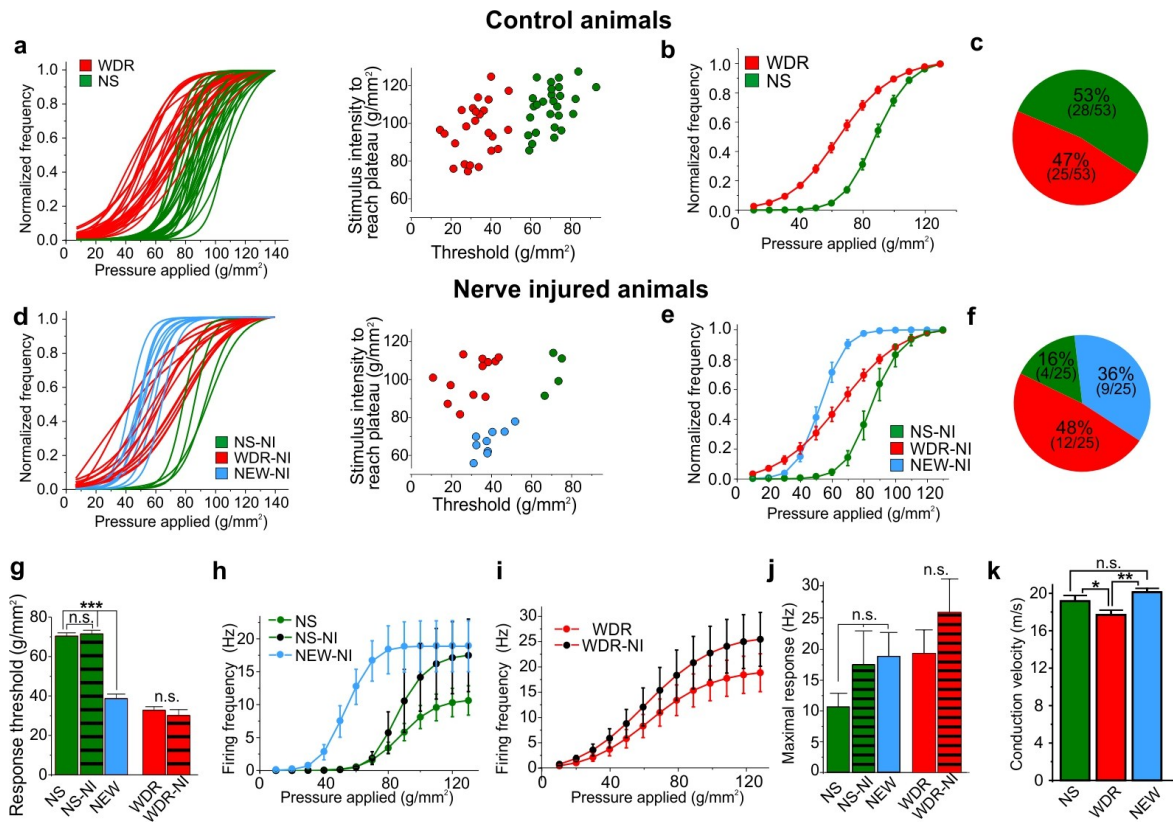 Control animals
a
WDR
NS
Normalized frequency
1.0
0.8
0.6
0.4
0.2
0.0
0 20 40 60 80 100 120 140
Pressure applied (g/mm²)
Stimulus intensity to
reach plateau (g/mm²)
120
100
80
60
0 20 40 60 80
Threshold (g/mm²)
b
WDR
NS
Normalized frequency
1.0
0.8
0.6
0.4
0.2
0.0
0 40 80 120
Pressure applied (g/mm²)
c
53%
(28/53)
47%
(25/53)
Nerve injured animals
d
Normalized frequency
1.0
0.8
0.6
0.4
0.2
0.0
NS-NI
WDR-NI
NEW-NI
0 20 40 60 80 100 120 140
Pressure applied (g/mm²)
Stimulus intensity to
reach plateau (g/mm²)
120
100
80
60
0 20 40 60 80
Threshold (g/mm²)
e
Normalized frequency
1.0
0.8
0.6
0.4
0.2
0.0
NS-NI
WDR-NI
NEW-NI
0 20 40 60 80 100 120
Pressure applied (g/mm²)
f
16%
(4/25)
36%
(9/25)
48%
(12/25)
g
Response threshold (g/mm²)
80
60
40
20
0
***
n.s.
n.s.
NS
NS-NI
NEW
WDR
WDR-NI
h
NS
NS-NI
NEW-NI
Firing frequency (Hz)
20
15
10
5
0
0 40 80 120
Pressure applied (g/mm²)
i
WDR
WDR-NI
Firing frequency (Hz)
30
25
20
15
10
5
0
0 40 80 120
Pressure applied (g/mm²)
j
Maximal response (Hz)
30
25
20
15
10
5
0
n.s.
n.s.
NS
NS-NI
NEW
WDR
WDR-NI
k
Conduction velocity (m/s)
20
16
12
8
4
0
n.s.
*
**
NS
WDR
NEW